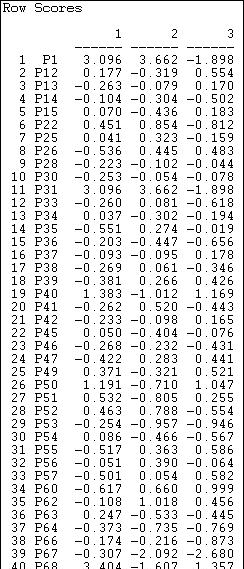 Row Scores
1 2 3
1 P1 3.096 3.662 -1.898
2 P12 0.177 -0.319 0.554
3 P13 -0.263 -0.079 0.170
4 P14 -0.104 -0.304 -0.502
5 P15 0.070 -0.436 0.183
6 P22 0.451 0.854 -0.812
7 P25 0.041 0.323 -0.159
8 P26 -0.536 0.445 0.483
9 P28 -0.223 -0.102 -0.044
10 P30 -0.253 -0.054 -0.078
11 P31 3.096 3.662 -1.898
12 P33 -0.260 0.081 -0.618
13 P34 0.037 -0.302 -0.194
14 P35 -0.551 0.274 -0.019
15 P36 -0.203 -0.447 -0.656
16 P37 -0.093 -0.095 0.178
17 P38 -0.269 0.061 -0.346
18 P39 -0.381 0.266 -0.426
19 P40 1.383 -1.012 1.169
20 P41 -0.262 0.520 -0.443
21 P42 -0.233 -0.098 0.165
22 P45 -0.050 -0.404 -0.076
23 P46 -0.268 -0.232 -0.431
24 P47 -0.422 0.283 0.441
25 P49 0.371 -0.321 0.521
26 P50 1.191 -0.710 1.047
27 P51 0.532 -0.805 0.255
28 P52 0.463 0.788 -0.554
29 P53 -0.254 -0.957 -0.946
30 P54 0.086 -0.466 -0.567
31 P55 -0.517 0.363 0.586
32 P56 -0.051 0.390 -0.064
33 P57 -0.501 0.054 0.582
34 P60 -0.617 0.660 0.999
35 P62 -0.108 1.018 -0.456
36 P63 0.247 -0.533 -0.445
37 P64 -0.373 -0.735 -0.769
38 P66 -0.174 -0.216 -0.873
39 P67 -0.307 -2.092 -2.680
40 P68 3.404 -1.607 1.357